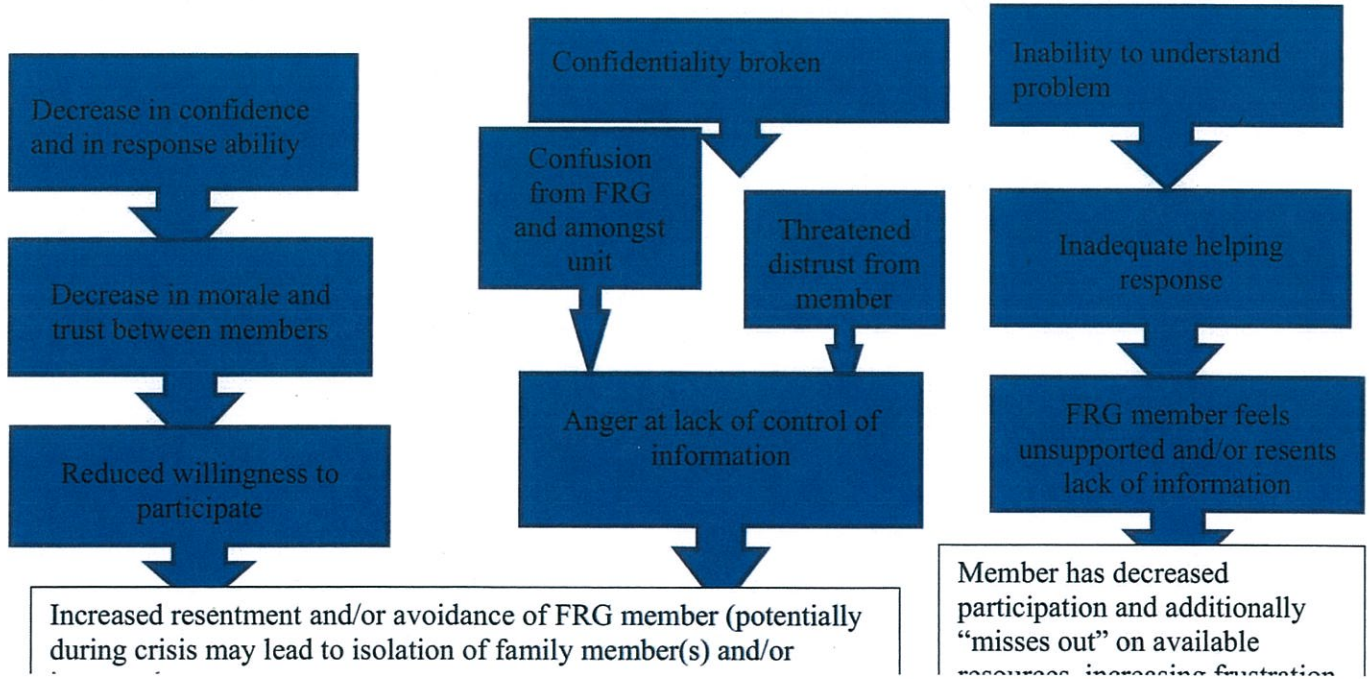 Decrease in confidence
and in response ability
Decrease in morale and
trust between members
Reduced willingness to
participate
Confidentiality broken
Confusion
from FRG
and amongst
unit
Threatened
distrust from
member
Anger at lack of control of
information
Increased resentment and/or avoidance of FRG member (potentially
during crisis may lead to isolation of family member(s) and/or
Inability to understand
problem
Inadequate helping
response
FRG member feels
unsupported and/or resents
lack of information
Member has decreased
participation and additionally
“misses out” on available
resources, increasing frustration